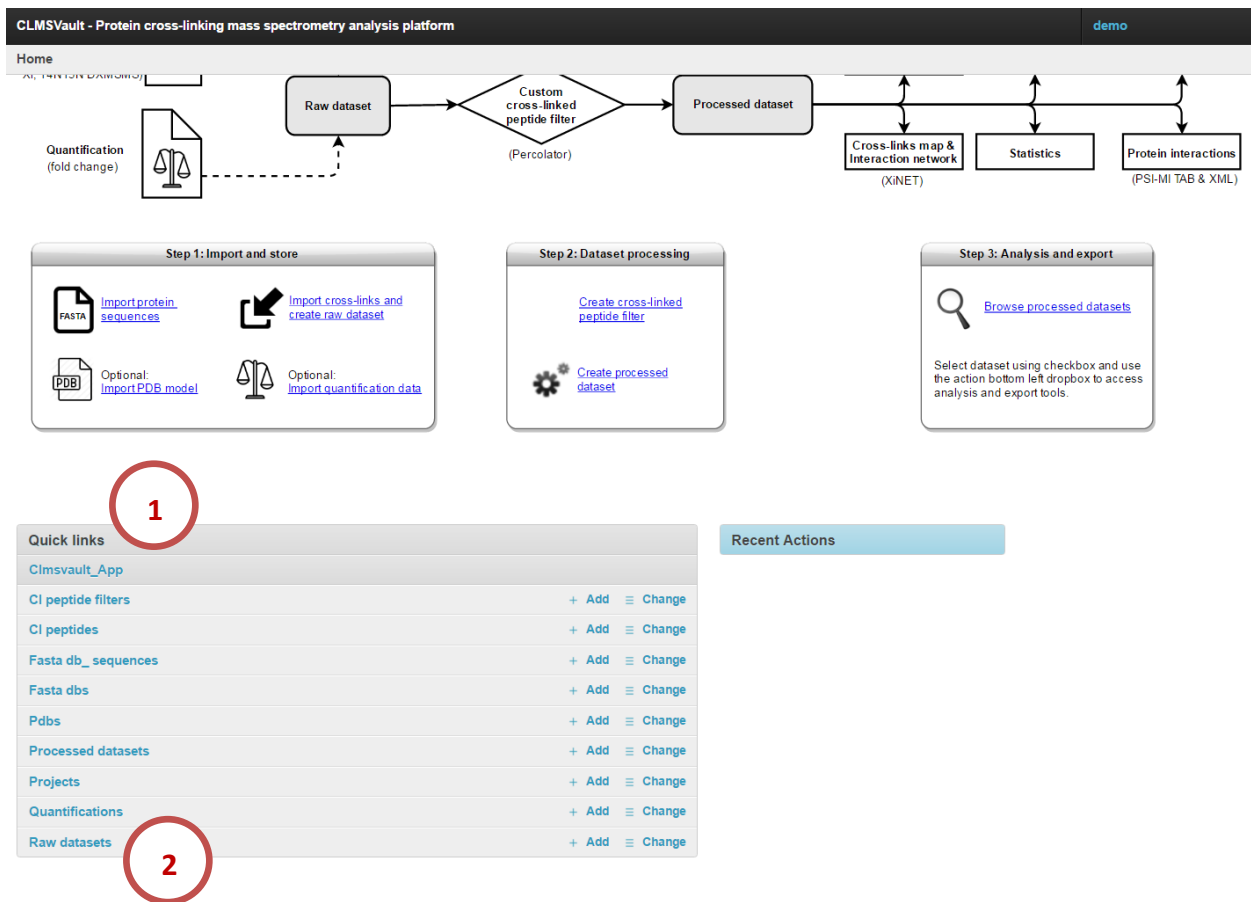 CLMSVault - Protein cross-linking mass spectrometry analysis platform
demo
Home
Raw dataset
Custom
cross-linked
peptide filter
(Percolator)
Processed dataset
Quantification
(fold change)
Cross-links map &
Interaction network
(XiNET)
Statistics
Protein interactions
(PSI-MI TAB & XML)
Step 1: Import and store
FASTA
Import protein
sequences
Import cross-links and
create raw dataset
PDB
Optional:
Import PDB model
Optional:
Import quantification data
Step 2: Dataset processing
Create cross-linked
peptide filter
Create processed
dataset
Step 3: Analysis and export
Browse processed datasets
Select dataset using checkbox and use
the action bottom left dropbox to access
analysis and export tools.
1
Quick links
Recent Actions
Clmsvault_App
Cl peptide filters + Add Change
Cl peptides + Add Change
Fasta db_ sequences + Add Change
Fasta dbs + Add Change
Pdbs + Add Change
Processed datasets + Add Change
Projects + Add Change
Quantifications + Add Change
Raw datasets + Add Change
2